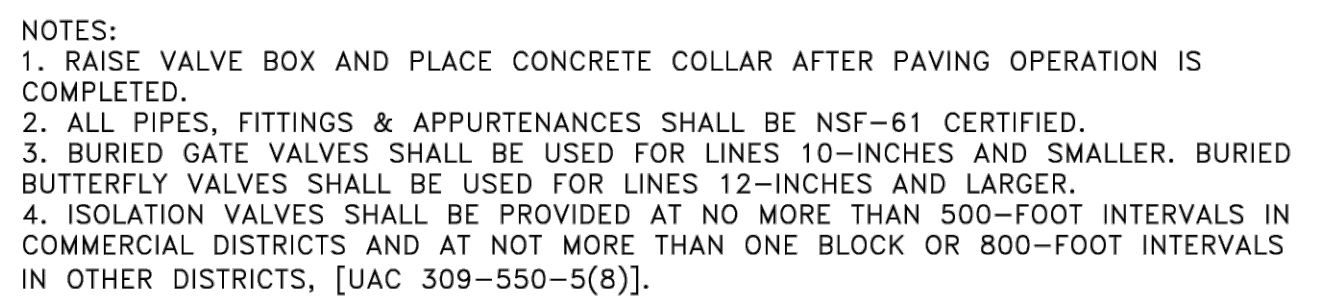 NOTES:
1. RAISE VALVE BOX AND PLACE CONCRETE COLLAR AFTER PAVING OPERATION IS
COMPLETED.
2. ALL PIPES, FITTINGS & APPURTENANCES SHALL BE NSF-61 CERTIFIED.
3. BURIED GATE VALVES SHALL BE USED FOR LINES 10-INCHES AND SMALLER. BURIED
BUTTERFLY VALVES SHALL BE USED FOR LINES 12-INCHES AND LARGER.
4. ISOLATION VALVES SHALL BE PROVIDED AT NO MORE THAN 500-FOOT INTERVALS IN
COMMERCIAL DISTRICTS AND AT NOT MORE THAN ONE BLOCK OR 800-FOOT INTERVALS
IN OTHER DISTRICTS, [UAC 309-550-5(8)].